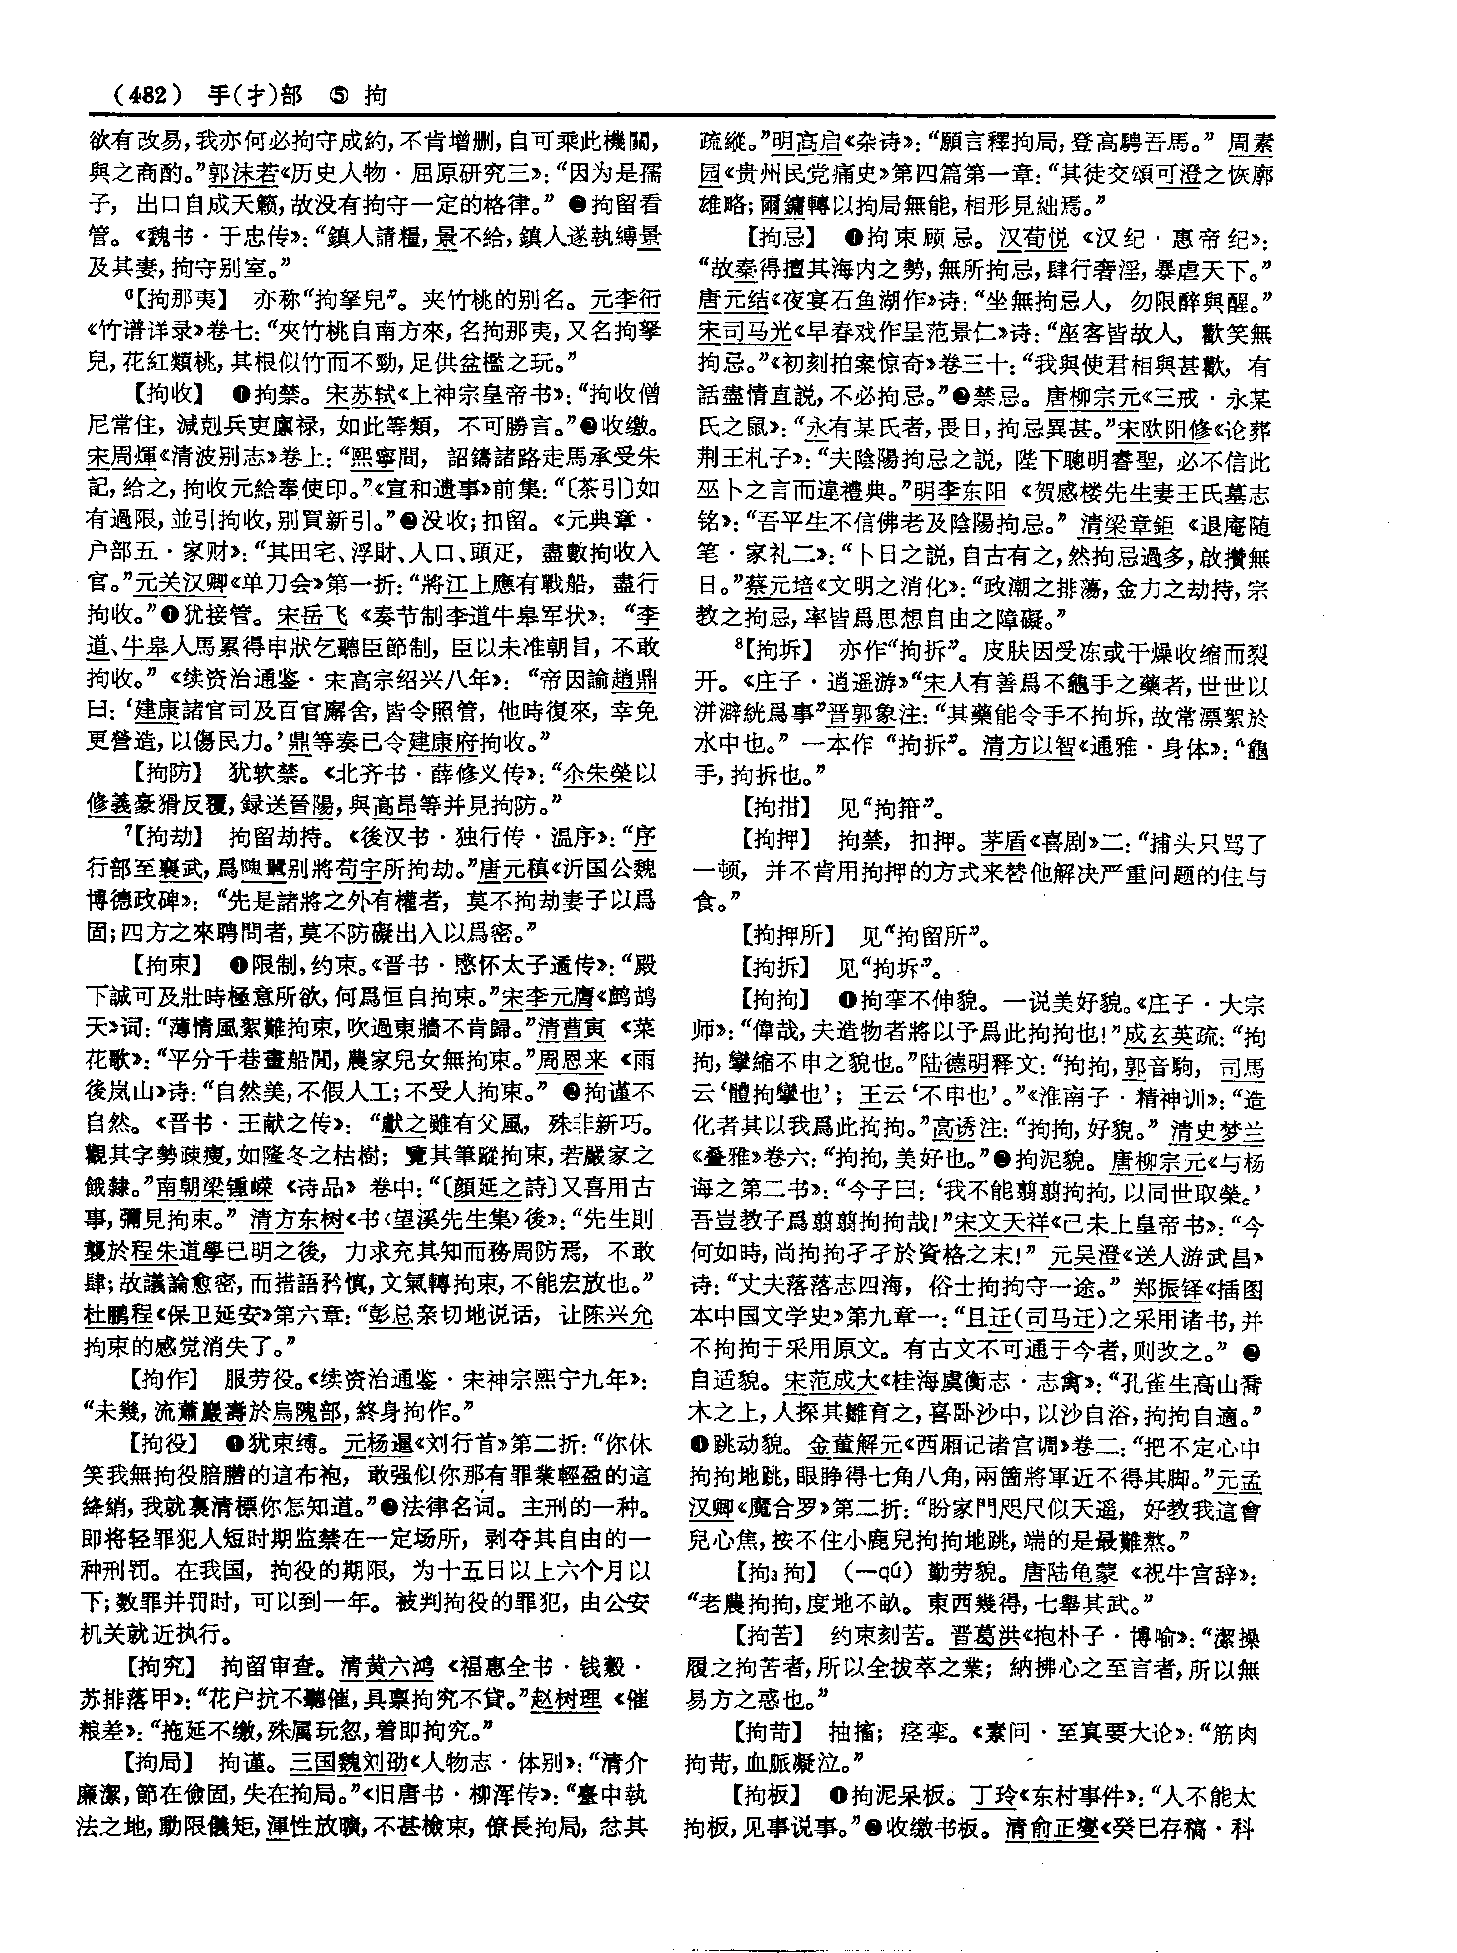 （482） 手(扌)部 ⑤ 拘
欲有改易，我亦何必拘守成約，不肯增删，自可乘此機關，
與之商酌。”郭沫若《历史人物·屈原研究三》：“因为是孺
子，出口自成天籁，故没有拘守一定的格律。”❷拘留看
管。《魏书·于忠传》：“鎮人請糧，景不給，鎮人遂執縛景
及其妻，拘守别室。”
⁶【拘那夷】 亦称“拘拏兒”。夹竹桃的别名。元李衎
《竹谱详录》卷七：“夾竹桃自南方來，名拘那夷，又名拘拏
兒，花紅類桃，其根似竹而不勁，足供盆檻之玩。”
【拘收】 ❶拘禁。宋苏轼《上神宗皇帝书》：“拘收僧
尼常住，減剋兵吏廪禄，如此等類，不可勝言。”❷收缴。
宋周煇《清波别志》卷上：“熙寧間，詔鑄諸路走馬承受朱
記，給之，拘收元給奉使印。”《宣和遗事》前集：“〔茶引〕如
有過限，並引拘收，别買新引。”❸没收；扣留。《元典章·
户部五·家财》：“其田宅、浮財、人口、頭疋，盡數拘收入
官。”元关汉卿《单刀会》第一折：“將江上應有戰船，盡行
拘收。”❹犹接管。宋岳飞《奏节制李道牛皋军状》：“李
道、牛皋人馬累得申狀乞聽臣節制，臣以未准朝旨，不敢
拘收。”《续资治通鉴·宋高宗绍兴八年》：“帝因諭趙鼎
曰：‘建康諸官司及百官廨舍，皆令照管，他時復來，幸免
更營造，以傷民力。’鼎等奏已令建康府拘收。”
【拘防】 犹软禁。《北齐书·薛修义传》：“尒朱榮以
修義豪猾反覆，録送晉陽，與高昂等并見拘防。”
⁷【拘劫】 拘留劫持。《後汉书·独行传·温序》：“序
行部至襄武，爲隗囂别將苟宇所拘劫。”唐元稹《沂国公魏
博德政碑》：“先是諸將之外有權者，莫不拘劫妻子以爲
固；四方之來聘問者，莫不防礙出入以爲密。”
【拘束】 ❶限制，约束。《晋书·愍怀太子遹传》：“殿
下誠可及壯時極意所欲，何爲恒自拘束。”宋李元膺《鹧鸪
天》词：“薄情風絮難拘束，吹過東牆不肯歸。”清曹寅《菜
花歌》：“平分千巷畫船閒，農家兒女無拘束。”周恩来《雨
後岚山》诗：“自然美，不假人工；不受人拘束。”❷拘谨不
自然。《晋书·王献之传》：“獻之雖有父風，殊非新巧。
觀其字勢疎瘦，如隆冬之枯樹；覽其筆蹤拘束，若嚴家之
餓隸。”南朝梁锺嵘《诗品》卷中：“〔顔延之詩〕又喜用古
事，彌見拘束。”清方东树《书〈望溪先生集〉後》：“先生則
襲於程朱道學已明之後，力求充其知而務周防焉，不敢
肆；故議論愈密，而措語矜慎，文氣轉拘束，不能宏放也。”
杜鹏程《保卫延安》第六章：“彭总亲切地说话，让陈兴允
拘束的感觉消失了。”
【拘作】 服劳役。《续资治通鉴·宋神宗熙宁九年》：
“未幾，流蕭巖壽於烏隗部，終身拘作。”
【拘役】 ❶犹束缚。元杨暹《刘行首》第二折：“你休
笑我無拘役腤臢的這布袍，敢强似你那有罪業輕盈的這
絳綃，我就裏清標你怎知道。”❷法律名词。主刑的一种。
即将轻罪犯人短时期监禁在一定场所，剥夺其自由的一
种刑罚。在我国，拘役的期限，为十五日以上六个月以
下；数罪并罚时，可以到一年。被判拘役的罪犯，由公安
机关就近执行。
【拘究】 拘留审查。清黄六鸿《福惠全书·钱穀·
苏排落甲》：“花户抗不聽催，具禀拘究不貸。”赵树理《催
粮差》：“拖延不缴，殊属玩忽，着即拘究。”
【拘局】 拘谨。三国魏刘劭《人物志·体别》：“清介
廉潔，節在儉固，失在拘局。”《旧唐书·柳浑传》：“臺中執
法之地，動限儀矩，渾性放曠，不甚檢束，僚長拘局，忿其
疏縱。”明高启《杂诗》：“願言釋拘局，登高騁吾馬。”周素
园《贵州民党痛史》第四篇第一章：“其徒交頌可澄之恢廓
雄略；爾鏞轉以拘局無能，相形見絀焉。”
【拘忌】 ❶拘束顾忌。汉荀悦《汉纪·惠帝纪》：
“故秦得擅其海内之勢，無所拘忌，肆行奢淫，暴虐天下。”
唐元结《夜宴石鱼湖作》诗：“坐無拘忌人，勿限醉與醒。”
宋司马光《早春戏作呈范景仁》诗：“座客皆故人，歡笑無
拘忌。”《初刻拍案惊奇》卷三十：“我與使君相與甚歡，有
話盡情直説，不必拘忌。”❷禁忌。唐柳宗元《三戒·永某
氏之鼠》：“永有某氏者，畏日，拘忌異甚。”宋欧阳修《论葬
荆王札子》：“夫陰陽拘忌之説，陛下聰明睿聖，必不信此
巫卜之言而違禮典。”明李东阳《贺感楼先生妻王氏墓志
铭》：“吾平生不信佛老及陰陽拘忌。”清梁章鉅《退庵随
笔·家礼二》：“卜日之説，自古有之，然拘忌過多，啟攢無
日。”蔡元培《文明之消化》：“政潮之排蕩，金力之劫持，宗
教之拘忌，率皆爲思想自由之障礙。”
⁸【拘坼】 亦作“拘拆”。皮肤因受冻或干燥收缩而裂
开。《庄子·逍遥游》“宋人有善爲不龜手之藥者，世世以
洴澼絖爲事”晋郭象注：“其藥能令手不拘坼，故常漂絮於
水中也。”一本作“拘拆”。清方以智《通雅·身体》：“龜
手，拘拆也。”
【拘拑】 见“拘箝”。
【拘押】 拘禁，扣押。茅盾《喜剧》二：“捕头只骂了
一顿，并不肯用拘押的方式来替他解决严重问题的住与
食。”
【拘押所】 见“拘留所”。
【拘拆】 见“拘坼”。
【拘拘】 ❶拘挛不伸貌。一说美好貌。《庄子·大宗
师》：“偉哉，夫造物者將以予爲此拘拘也！”成玄英疏：“拘
拘，攣縮不申之貌也。”陆德明释文：“拘拘，郭音駒，司馬
云‘體拘攣也’；王云‘不申也’。”《淮南子·精神训》：“造
化者其以我爲此拘拘。”高诱注：“拘拘，好貌。”清史梦兰
《叠雅》卷六：“拘拘，美好也。”❷拘泥貌。唐柳宗元《与杨
诲之第二书》：“今子曰：‘我不能翦翦拘拘，以同世取榮。’
吾豈教子爲翦翦拘拘哉！”宋文天祥《己未上皇帝书》：“今
何如時，尚拘拘孑孑於資格之末！”元吴澄《送人游武昌》
诗：“丈夫落落志四海，俗士拘拘守一途。”郑振铎《插图
本中国文学史》第九章一：“且迁（司马迁）之采用诸书，并
不拘拘于采用原文。有古文不可通于今者，则改之。”❸
自适貌。宋范成大《桂海虞衡志·志禽》：“孔雀生高山喬
木之上，人探其雛育之，喜卧沙中，以沙自浴，拘拘自適。”
❹跳动貌。金董解元《西厢记诸宫调》卷二：“把不定心中
拘拘地跳，眼睁得七角八角，兩箇將軍近不得其脚。”元孟
汉卿《魔合罗》第二折：“盼家門咫尺似天遥，好教我這會
兒心焦，按不住小鹿兒拘拘地跳，端的是最難熬。”
【拘₃拘】 （—qú） 勤劳貌。唐陆龟蒙《祝牛宫辞》：
“老農拘拘，度地不畝。東西幾得，七舉其武。”
【拘苦】 约束刻苦。晋葛洪《抱朴子·博喻》：“潔操
履之拘苦者，所以全拔萃之業；納拂心之至言者，所以無
易方之惑也。”
【拘苛】 抽搐；痉挛。《素问·至真要大论》：“筋肉
拘苛，血脈凝泣。”
【拘板】 ❶拘泥呆板。丁玲《东村事件》：“人不能太
拘板，见事说事。”❷收缴书板。清俞正燮《癸巳存稿·科